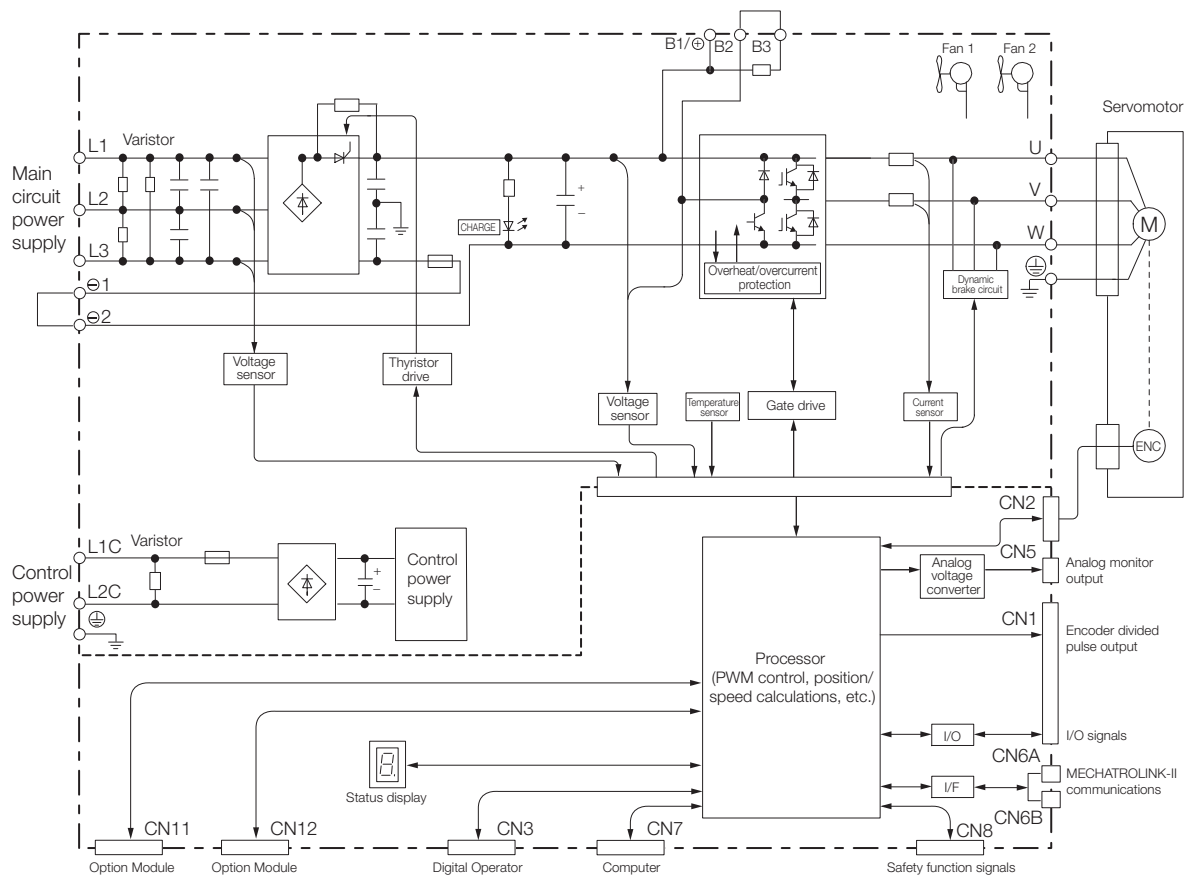 B1/⊕ B2 B3
Fan 1
Fan 2
Servomotor
Main
circuit
power
supply
L1
Varistor
L2
L3
⊖1
⊖2
CHARGE
+
–
Overheat/overcurrent
protection
U
V
W
M
Dynamic
brake circuit
Voltage
sensor
Thyristor
drive
Voltage
sensor
Temperature
sensor
Gate drive
Current
sensor
ENC
Control
power
supply
L1C
Varistor
L2C
+
–
Control
power
supply
CN2
CN5
Analog
voltage
converter
Analog monitor
output
CN1
Encoder divided
pulse output
Processor
(PWM control, position/
speed calculations, etc.)
I/O
I/O signals
CN6A
I/F
MECHATROLINK-II
communications
CN6B
8.
Status display
CN11
CN12
CN3
CN7
CN8
Option Module
Option Module
Digital Operator
Computer
Safety function signals